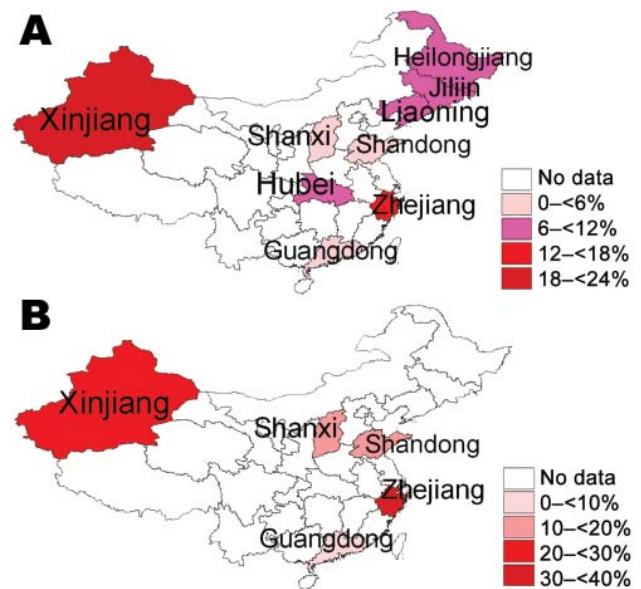 A
Heilongjiang
Jiliin
Liaoning
Xinjiang
Shanxi
Shandong
Hubei
Zhejiang
Guangdong
No data
0–<6%
6–<12%
12–<18%
18–<24%
B
Xinjiang
Shanxi
Shandong
Zhejiang
Guangdong
No data
0–<10%
10–<20%
20–<30%
30–<40%